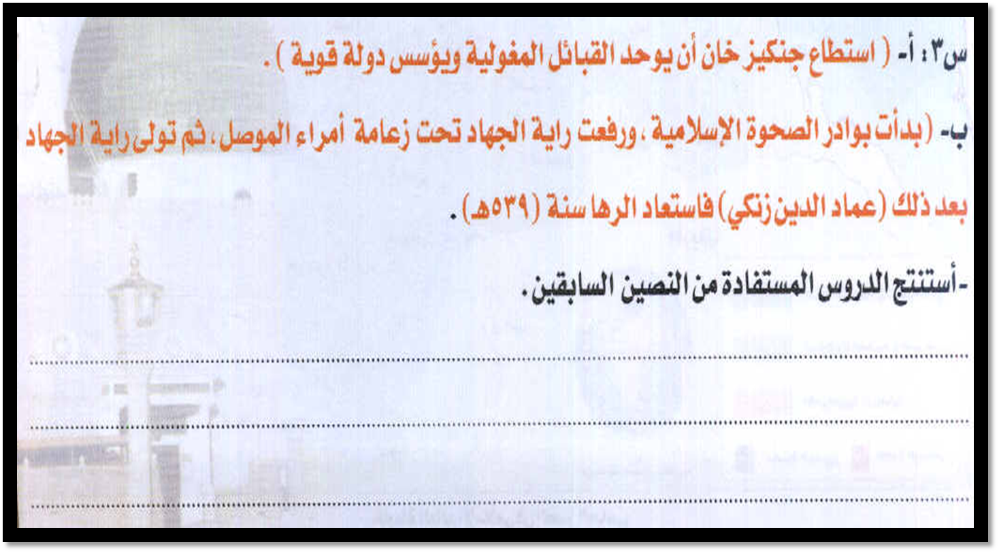 س٣: أ- ( استطاع جنكيز خان أن يوحد القبائل المغولية ويؤسس دولة قوية ) .
ب- (بدأت بوادر الصحوة الإسلامية ، ورفعت راية الجهاد تحت زعامة أمراء الموصل ، ثم تولى راية الجهاد
بعد ذلك (عماد الدين زنكي) فاستعاد الرها سنة (٥٣٩هـ) .
- أستنتج الدروس المستفادة من النصين السابقين .